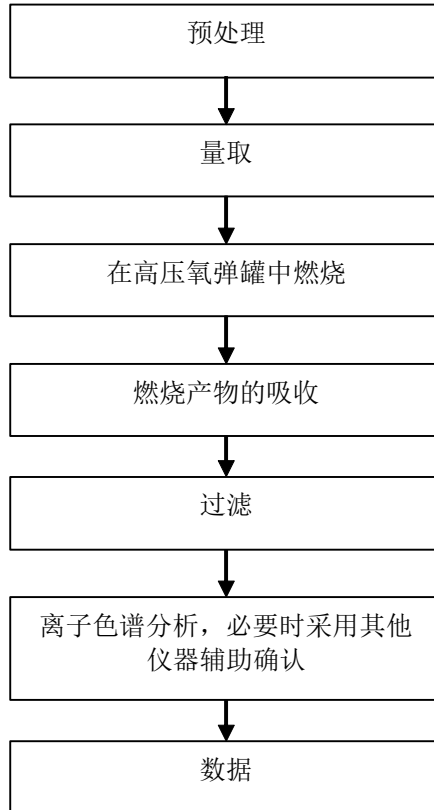 预处理
量取
在高压氧弹罐中燃烧
燃烧产物的吸收
过滤
离子色谱分析，必要时采用其他
仪器辅助确认
数据